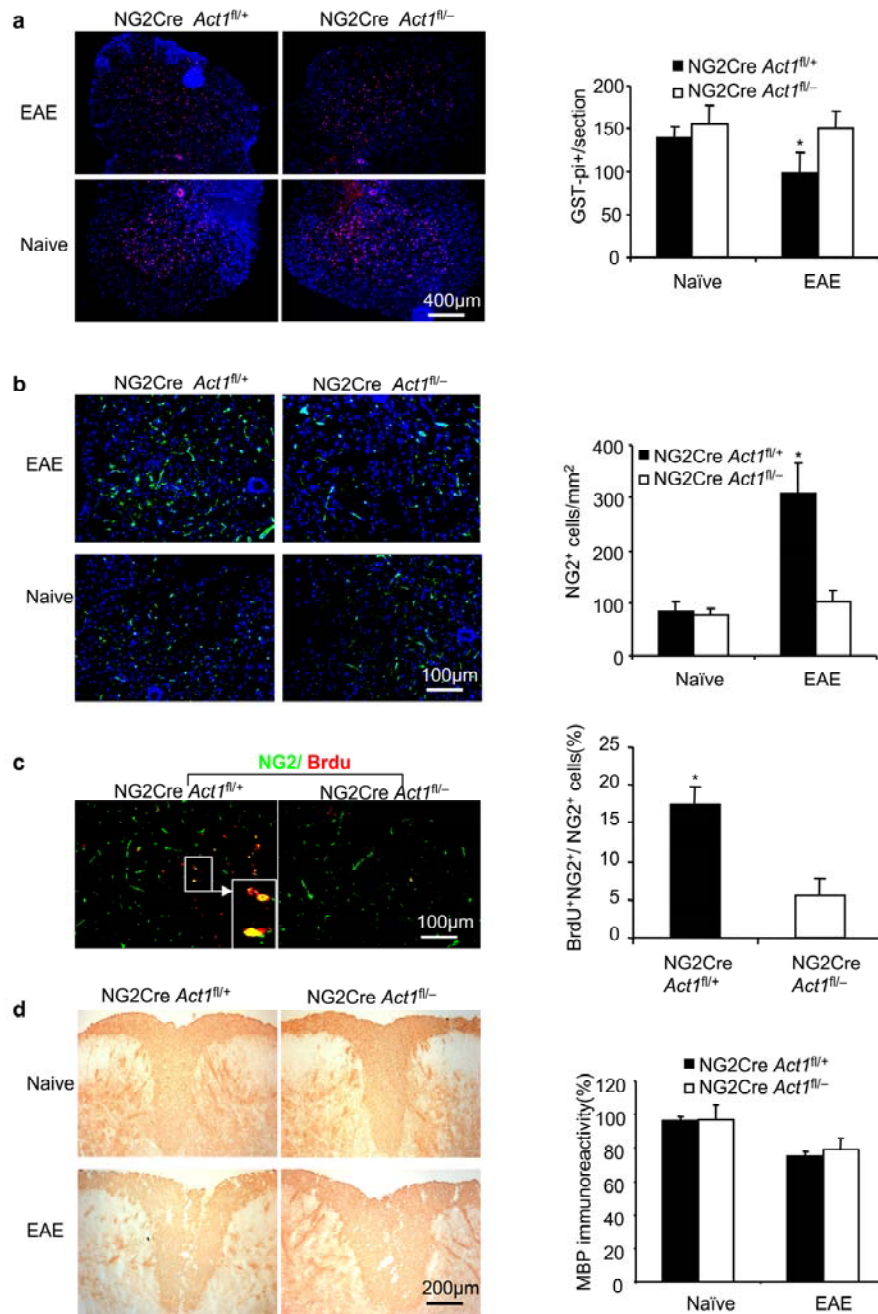 a
NG2Cre Act1fl/+
NG2Cre Act1fl/–
EAE
Naive
400µm
NG2Cre Act1fl/+
NG2Cre Act1fl/–
GST-pi+/section
200
150
100
50
0
*
Naïve
EAE
b
NG2Cre Act1fl/+
NG2Cre Act1fl/–
EAE
Naive
100µm
NG2Cre Act1fl/+
NG2Cre Act1fl/–
NG2+ cells/mm2
400
300
200
100
0
*
Naïve
EAE
c
NG2/ Brdu
NG2Cre Act1fl/+
NG2Cre Act1fl/–
100µm
BrdU+NG2+/ NG2+ cells(%)
25
20
15
10
5
0
*
NG2Cre
Act1fl/+
NG2Cre
Act1fl/–
d
NG2Cre Act1fl/+
NG2Cre Act1fl/–
Naive
EAE
200µm
NG2Cre Act1fl/+
NG2Cre Act1fl/–
MBP immunoreactivity(%)
120
100
80
60
40
20
0
Naïve
EAE